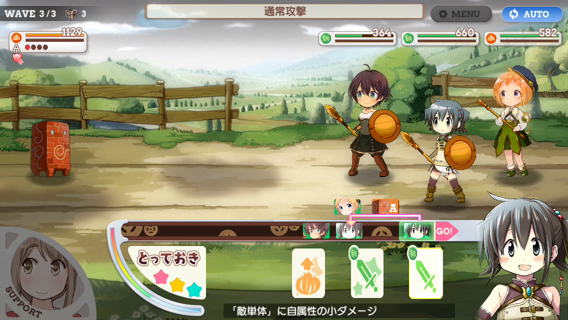 WAVE 3/3 3
通常攻撃
MENU
AUTO
1129
A
364
660
582
A
GO!
とっておき
SUPPORT
「敵単体」に自属性の小ダメージ